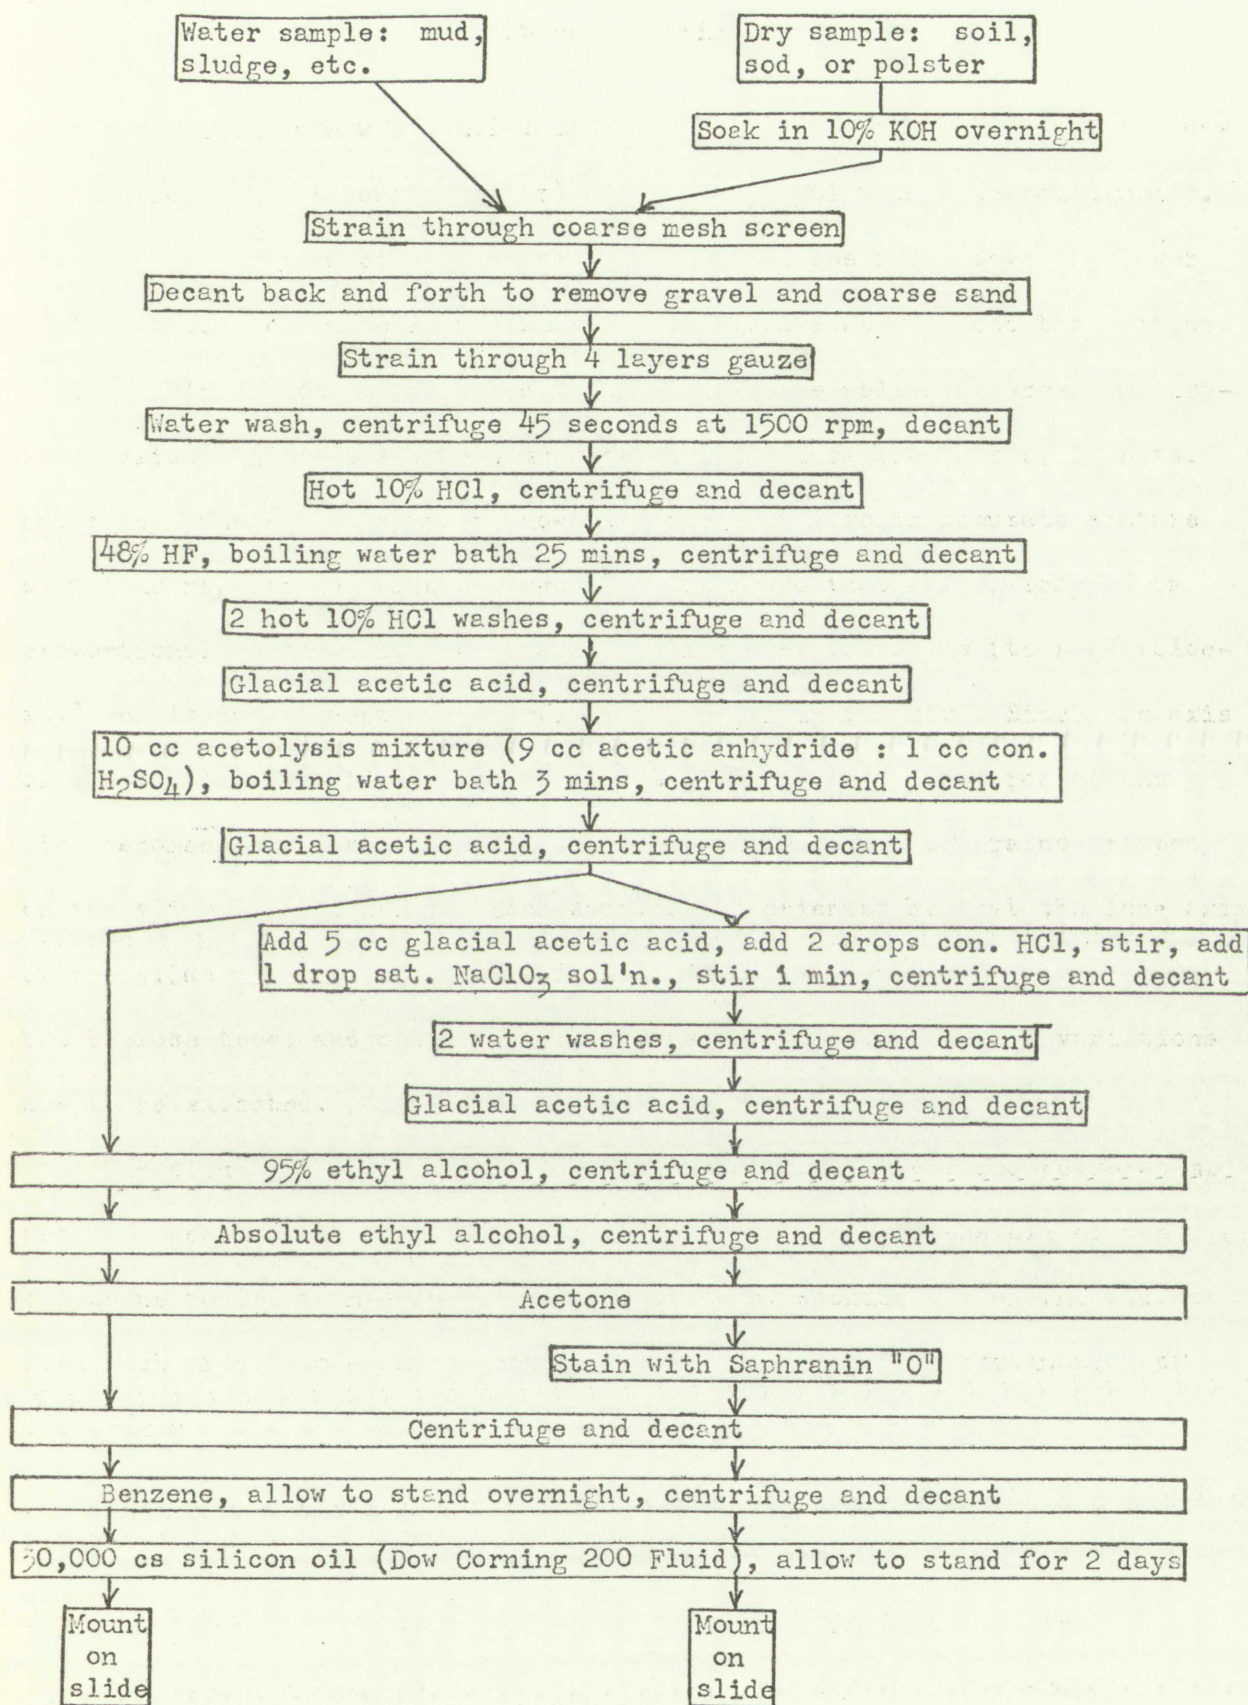 Water sample: mud,
sludge, etc.
Dry sample: soil,
sod, or polster
Soak in 10% KOH overnight
Strain through coarse mesh screen
Decant back and forth to remove gravel and coarse sand
Strain through 4 layers gauze
Water wash, centrifuge 45 seconds at 1500 rpm, decant
Hot 10% HCl, centrifuge and decant
48% HF, boiling water bath 25 mins, centrifuge and decant
2 hot 10% HCl washes, centrifuge and decant
Glacial acetic acid, centrifuge and decant
10 cc acetolysis mixture (9 cc acetic anhydride : 1 cc con.
H₂SO₄), boiling water bath 3 mins, centrifuge and decant
Glacial acetic acid, centrifuge and decant
Add 5 cc glacial acetic acid, add 2 drops con. HCl, stir, add
1 drop sat. NaClO₃ sol'n., stir 1 min, centrifuge and decant
2 water washes, centrifuge and decant
Glacial acetic acid, centrifuge and decant
95% ethyl alcohol, centrifuge and decant
Absolute ethyl alcohol, centrifuge and decant
Acetone
Stain with Saphranin "O"
Centrifuge and decant
Benzene, allow to stand overnight, centrifuge and decant
cs silicon oil (Dow Corning 200 Fluid), allow to stand for 2 days
Mount
on
slide
Mount
on
slide